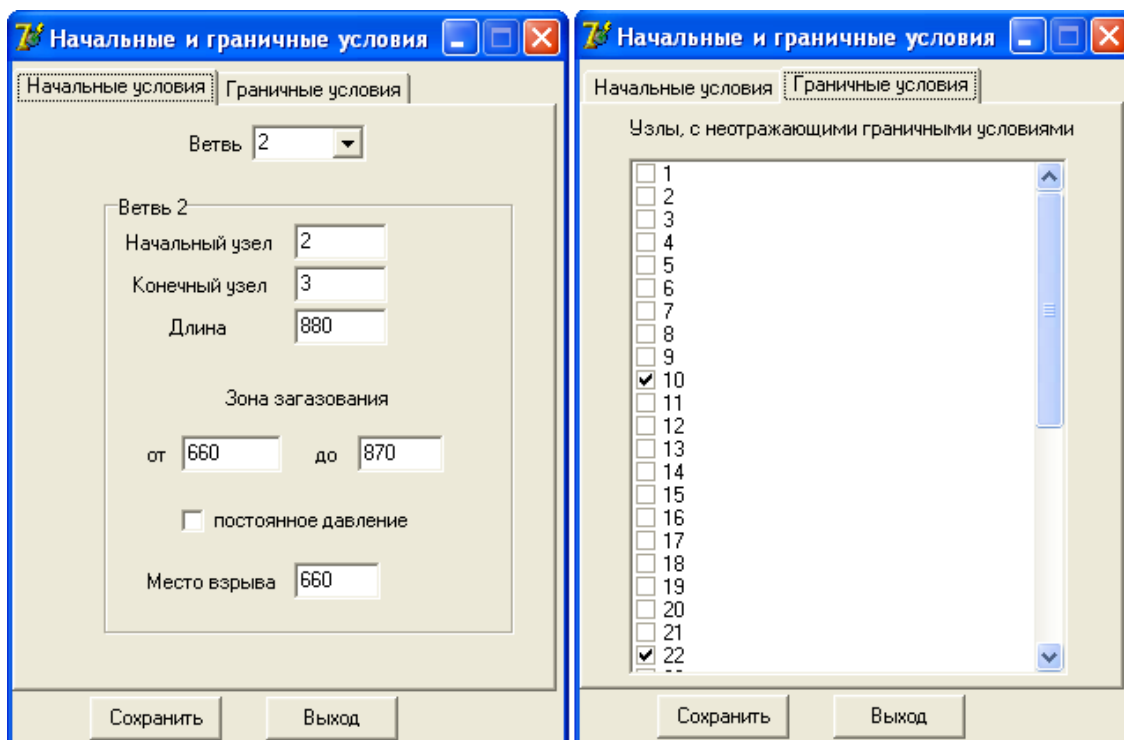 Начальные и граничные условия
Начальные условия
Граничные условия
Ветвь 2
Ветвь 2
Начальный узел 2
Конечный узел 3
Длина 880
Зона загазования
от 660 до 870
постоянное давление
Место взрыва 660
Сохранить
Выход
Начальные и граничные условия
Начальные условия
Граничные условия
Узлы, с неотражающими граничными условиями
1
2
3
4
5
6
7
8
9
10
11
12
13
14
15
16
17
18
19
20
21
22
Сохранить
Выход